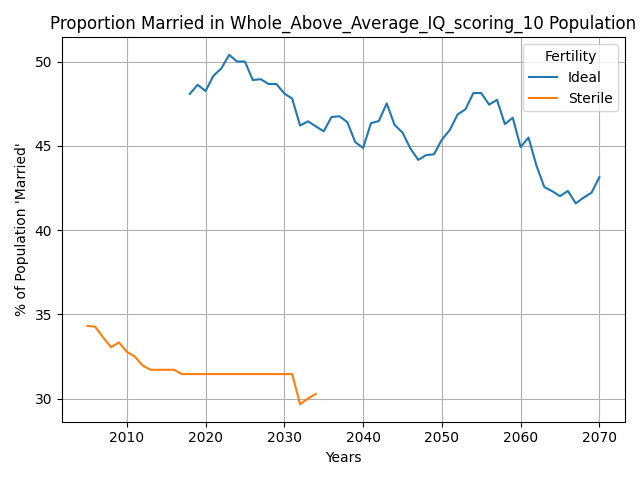 Proportion Married in Whole_Above_Average_IQ_scoring_10 Population
Fertility
Ideal
Sterile
% of Population 'Married'
50
45
40
35
30
2010 2020 2030 2040 2050 2060 2070
Years